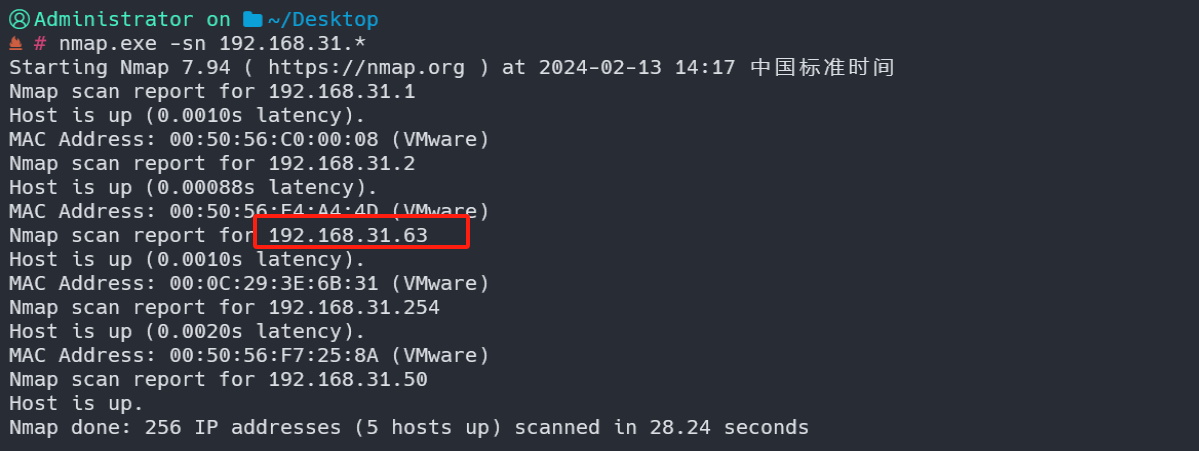 Administrator on ~/Desktop
# nmap.exe -sn 192.168.31.*
Starting Nmap 7.94 ( https://nmap.org ) at 2024-02-13 14:17 中国标准时间
Nmap scan report for 192.168.31.1
Host is up (0.0010s latency).
MAC Address: 00:50:56:C0:00:08 (VMware)
Nmap scan report for 192.168.31.2
Host is up (0.00088s latency).
MAC Address: 00:50:56:F4:A4:4D (VMware)
Nmap scan report for 192.168.31.63
Host is up (0.0010s latency).
MAC Address: 00:0C:29:3E:6B:31 (VMware)
Nmap scan report for 192.168.31.254
Host is up (0.0020s latency).
MAC Address: 00:50:56:F7:25:8A (VMware)
Nmap scan report for 192.168.31.50
Host is up.
Nmap done: 256 IP addresses (5 hosts up) scanned in 28.24 seconds